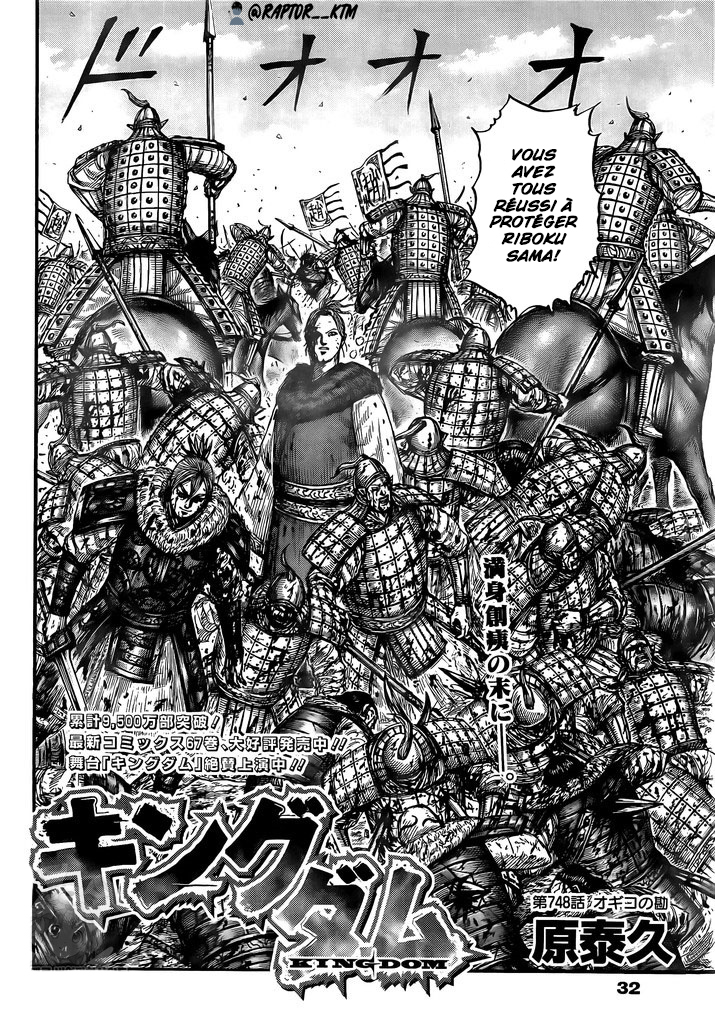 @RAPTOR__KTM
ドオオオオ
VOUS
AVEZ
TOUS
RÉUSSI À
PROTÉGER
RIBOKU
SAMA!
趙
趙
満身創痍の末に——。
累計9,500万部突破!
最新コミックス67巻、大好評発売中!!
舞台「キングダム」絶賛上演中!!
キングダム
KINGDOM
第748話 オギコの勘
原泰久
32